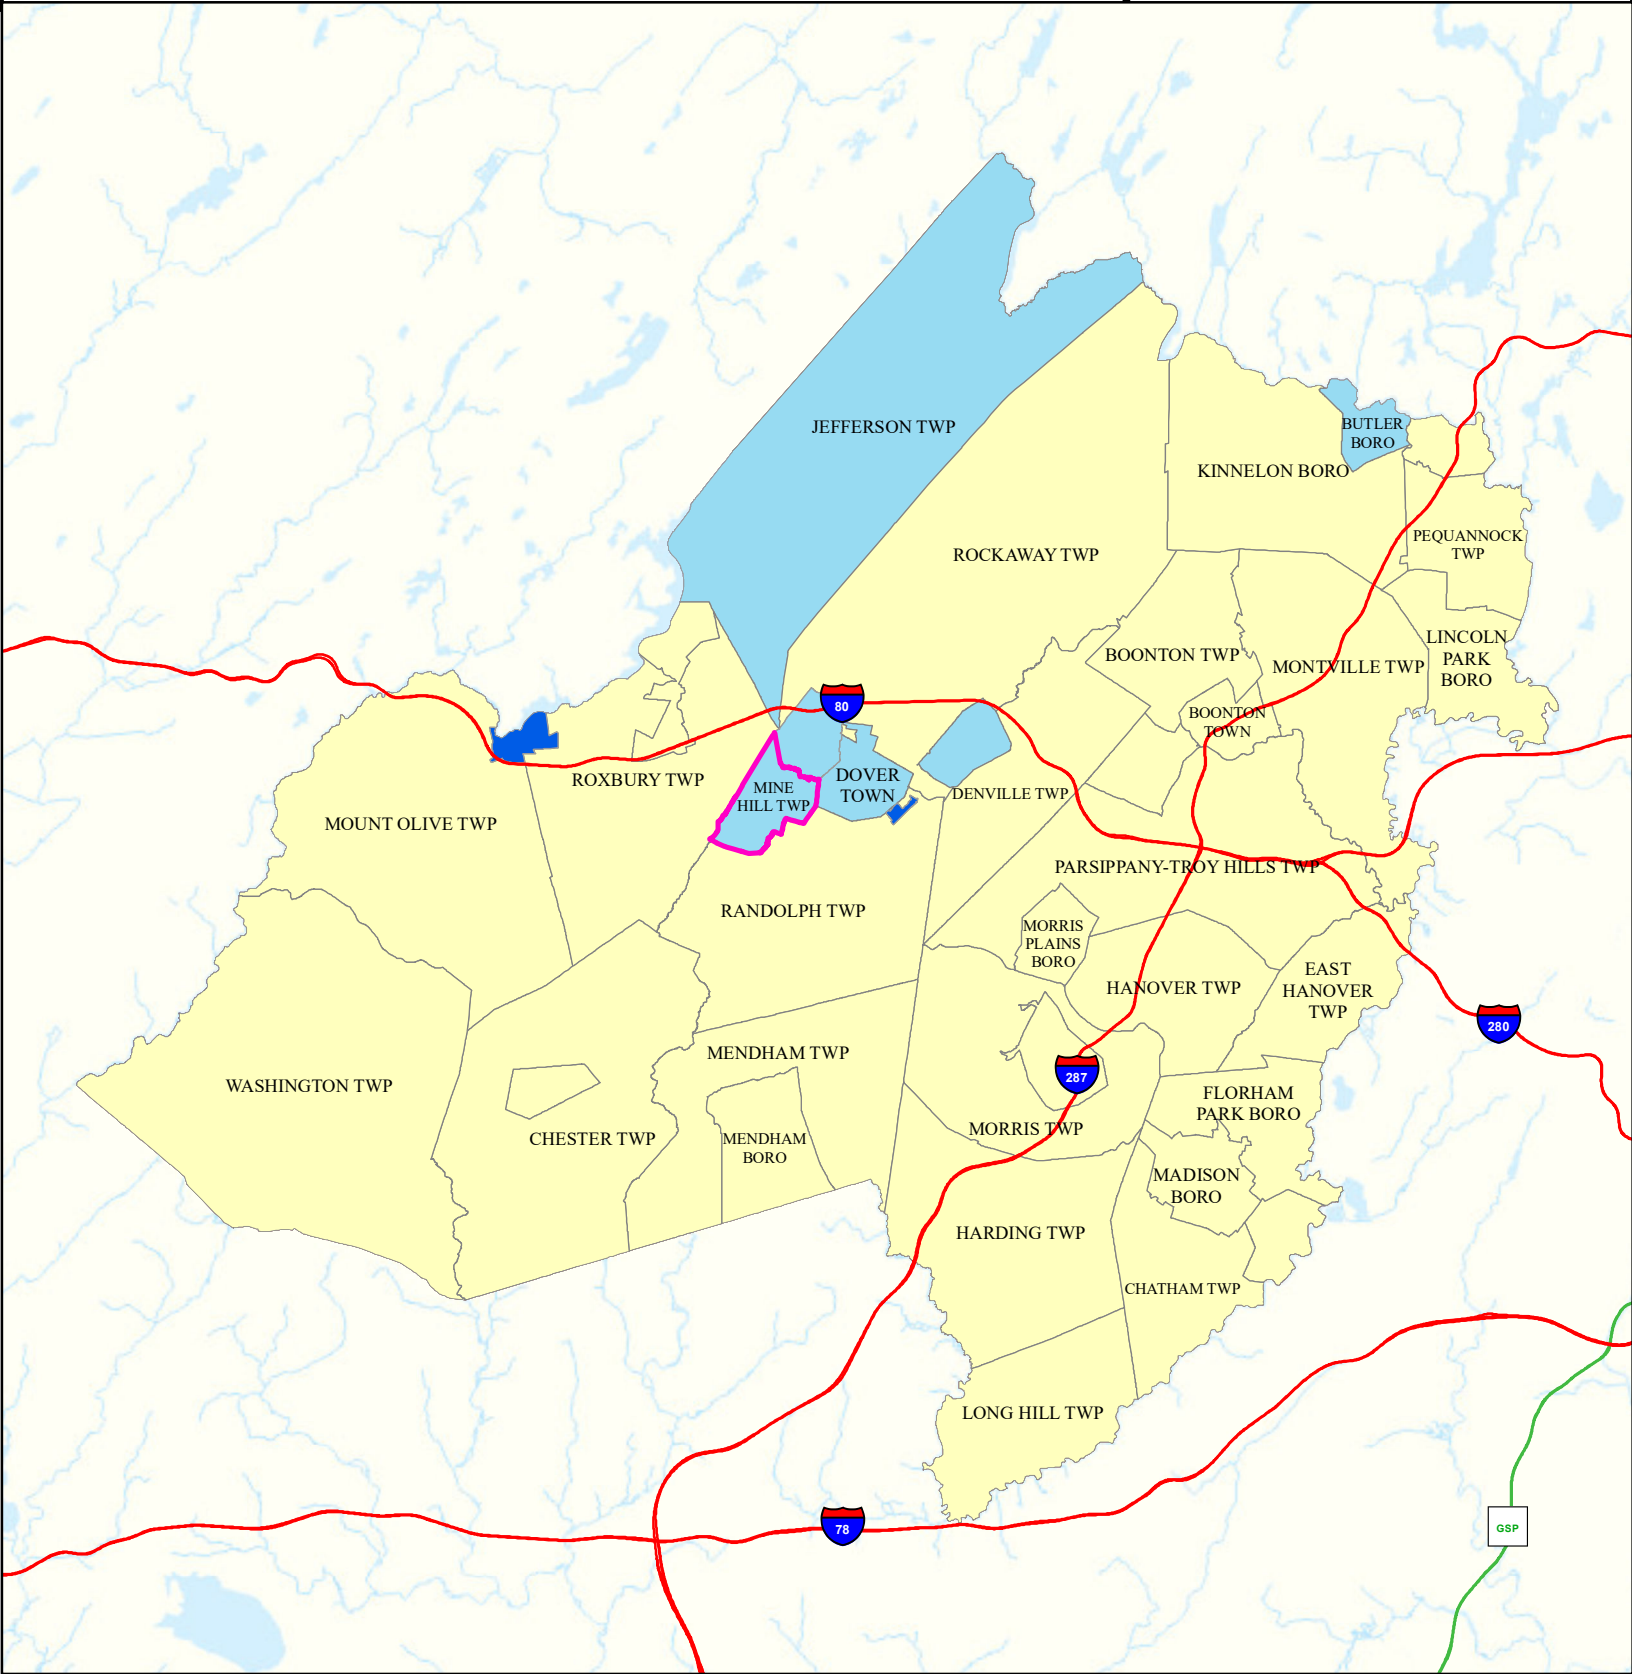 JEFFERSON TWP
BUTLER
BORO
KINNELON BORO
PEQUANNOCK
TWP
ROCKAWAY TWP
LINCOLN
PARK
BORO
BOONTON TWP
MONTVILLE TWP
80
BOONTON
TOWN
ROXBURY TWP
MINE
HILL TWP
DOVER
TOWN
DENVILLE TWP
MOUNT OLIVE TWP
PARSIPPANY-TROY HILLS TWP
RANDOLPH TWP
MORRIS
PLAINS
BORO
EAST
HANOVER
TWP
HANOVER TWP
280
MENDHAM TWP
287
WASHINGTON TWP
FLORHAM
PARK BORO
CHESTER TWP
MENDHAM
BORO
MORRIS TWP
MADISON
BORO
HARDING TWP
CHATHAM TWP
LONG HILL TWP
78
GSP